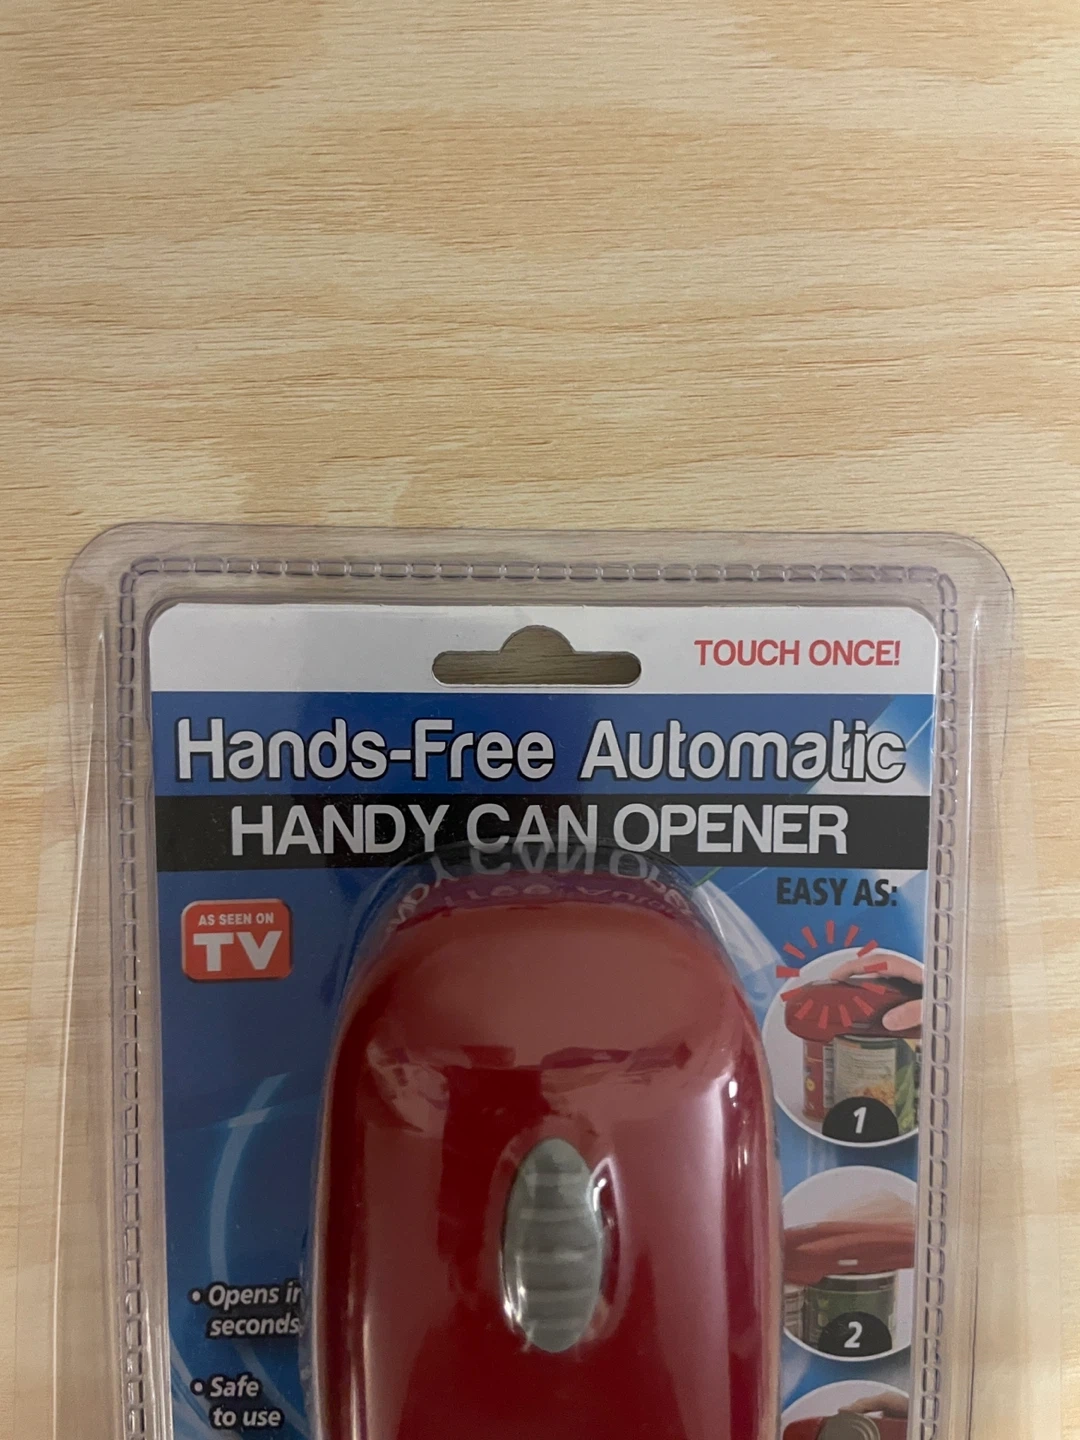 TOUCH ONCE!
Hands-Free Automatic
HANDY CAN OPENER
EASY AS:
AS SEEN ON
TV
1
2
• Opens in
seconds
• Safe
to use